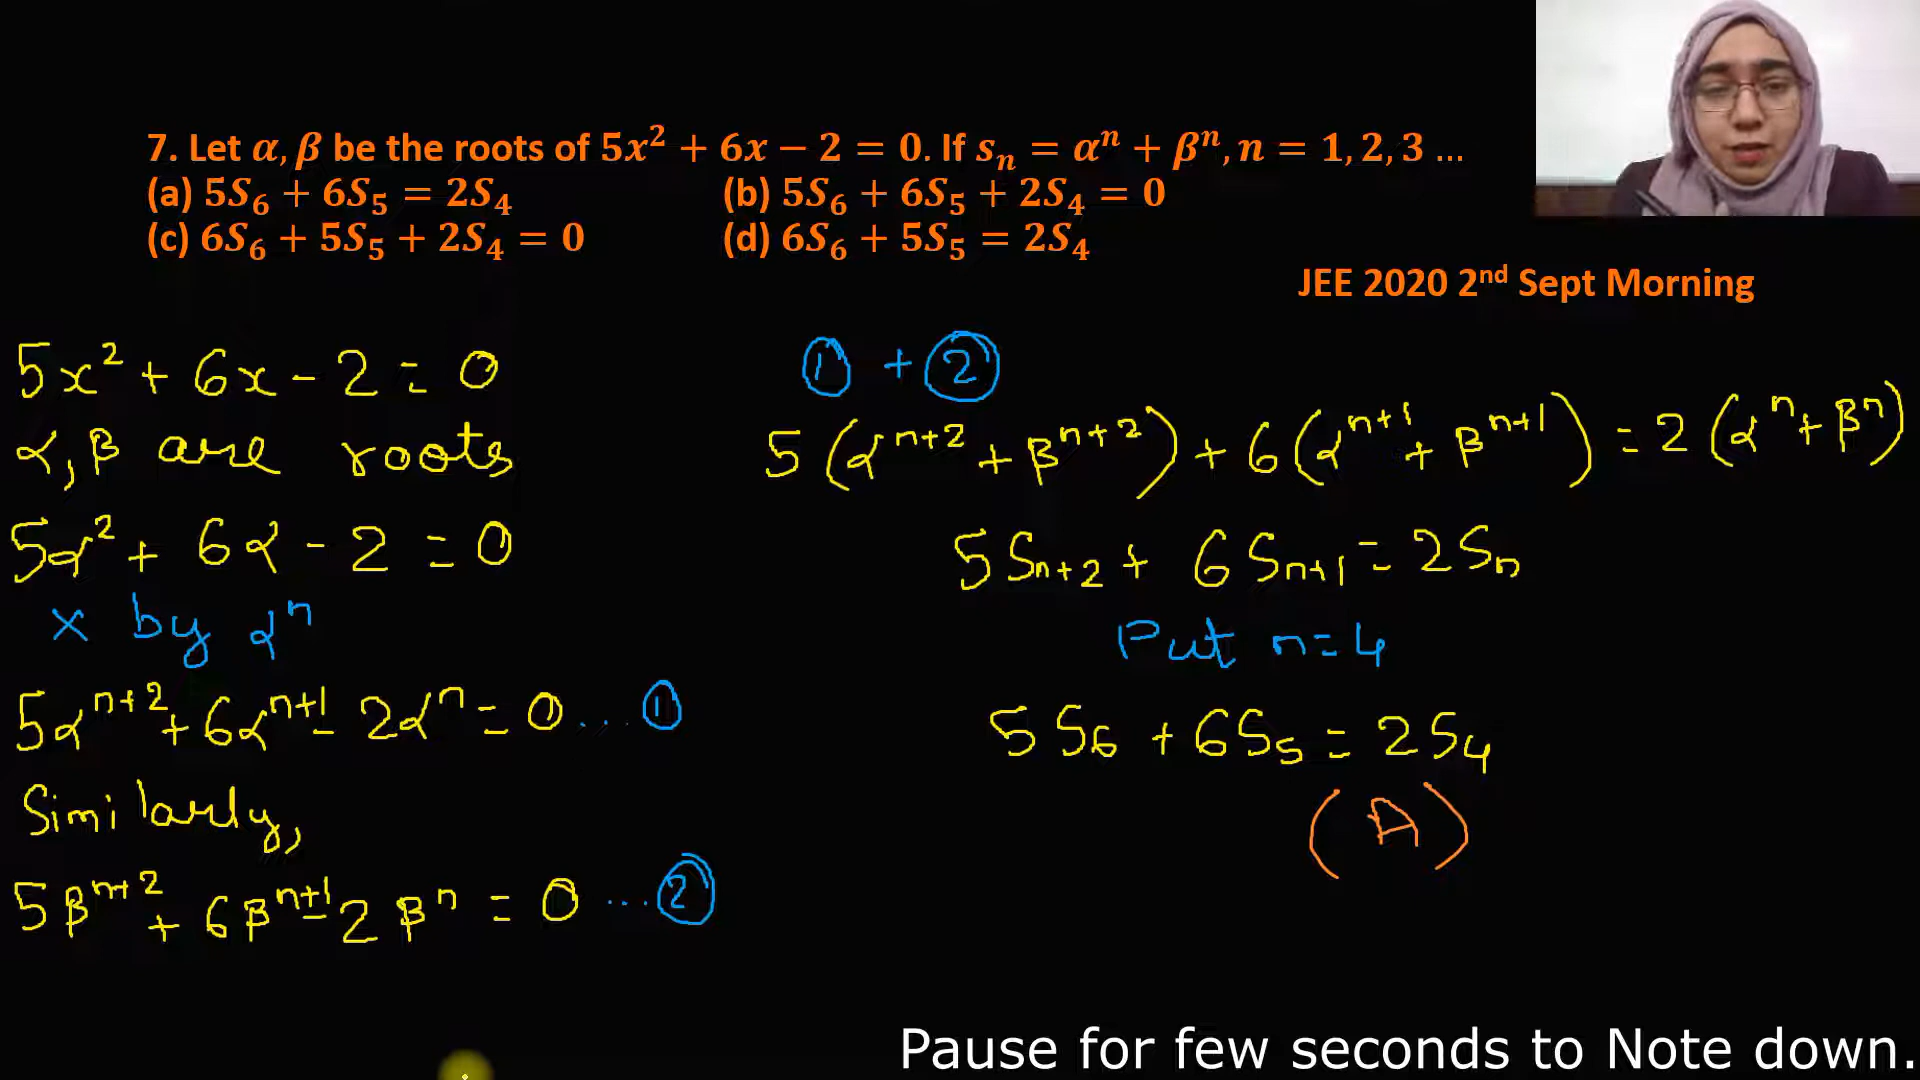 7. Let α, β be the roots of 5x² + 6x − 2 = 0. If sₙ = αⁿ + βⁿ, n = 1, 2, 3 ...
(a) 5S₆ + 6S₅ = 2S₄ (b) 5S₆ + 6S₅ + 2S₄ = 0
(c) 6S₆ + 5S₅ + 2S₄ = 0 (d) 6S₆ + 5S₅ = 2S₄
JEE 2020 2nd Sept Morning
5x² + 6x − 2 = 0
α, β are roots
5α² + 6α − 2 = 0
× by αⁿ
5αⁿ⁺² + 6αⁿ⁺¹ − 2αⁿ = 0 ... ①
Similarly,
5βⁿ⁺² + 6βⁿ⁺¹ − 2βⁿ = 0 ... ②
① + ②
5(αⁿ⁺² + βⁿ⁺²) + 6(αⁿ⁺¹ + βⁿ⁺¹) = 2(αⁿ + βⁿ)
5Sₙ₊₂ + 6Sₙ₊₁ = 2Sₙ
Put n = 4
5S₆ + 6S₅ = 2S₄
(A)
Pause for few seconds to Note down.